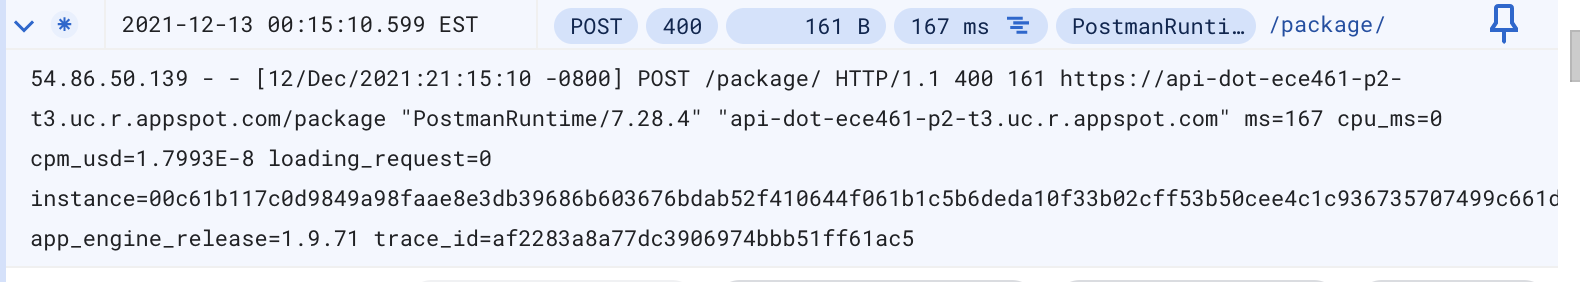 2021-12-13 00:15:10.599 EST POST 400 161 B 167 ms PostmanRunti… /package/
54.86.50.139 - - [12/Dec/2021:21:15:10 -0800] POST /package/ HTTP/1.1 400 161 https://api-dot-ece461-p2-
t3.uc.r.appspot.com/package "PostmanRuntime/7.28.4" "api-dot-ece461-p2-t3.uc.r.appspot.com" ms=167 cpu_ms=0
cpm_usd=1.7993E-8 loading_request=0
instance=00c61b117c0d9849a98faae8e3db39686b603676bdab52f410644f061b1c5b6deda10f33b02cff53b50cee4c1c936735707499c661d
app_engine_release=1.9.71 trace_id=af2283a8a77dc3906974bbb51ff61ac5